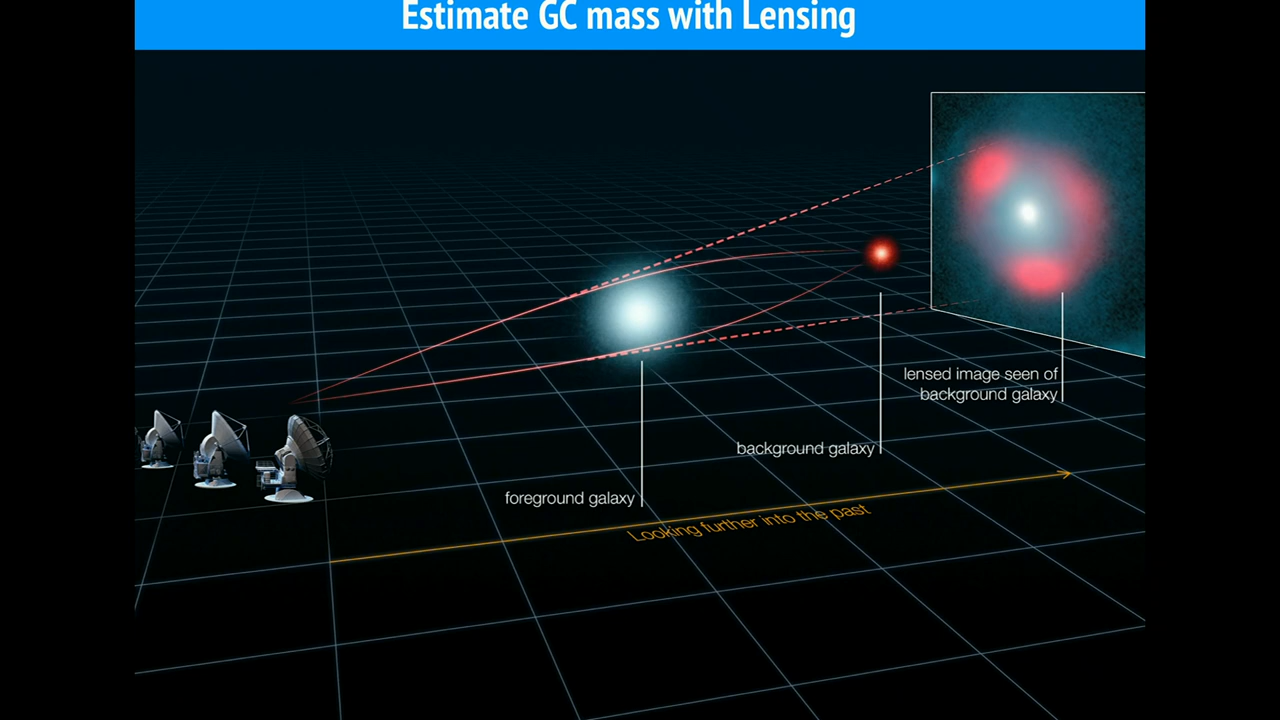 Estimate GC mass with Lensing
lensed image seen of
background galaxy
background galaxy
foreground galaxy
Looking further into the past